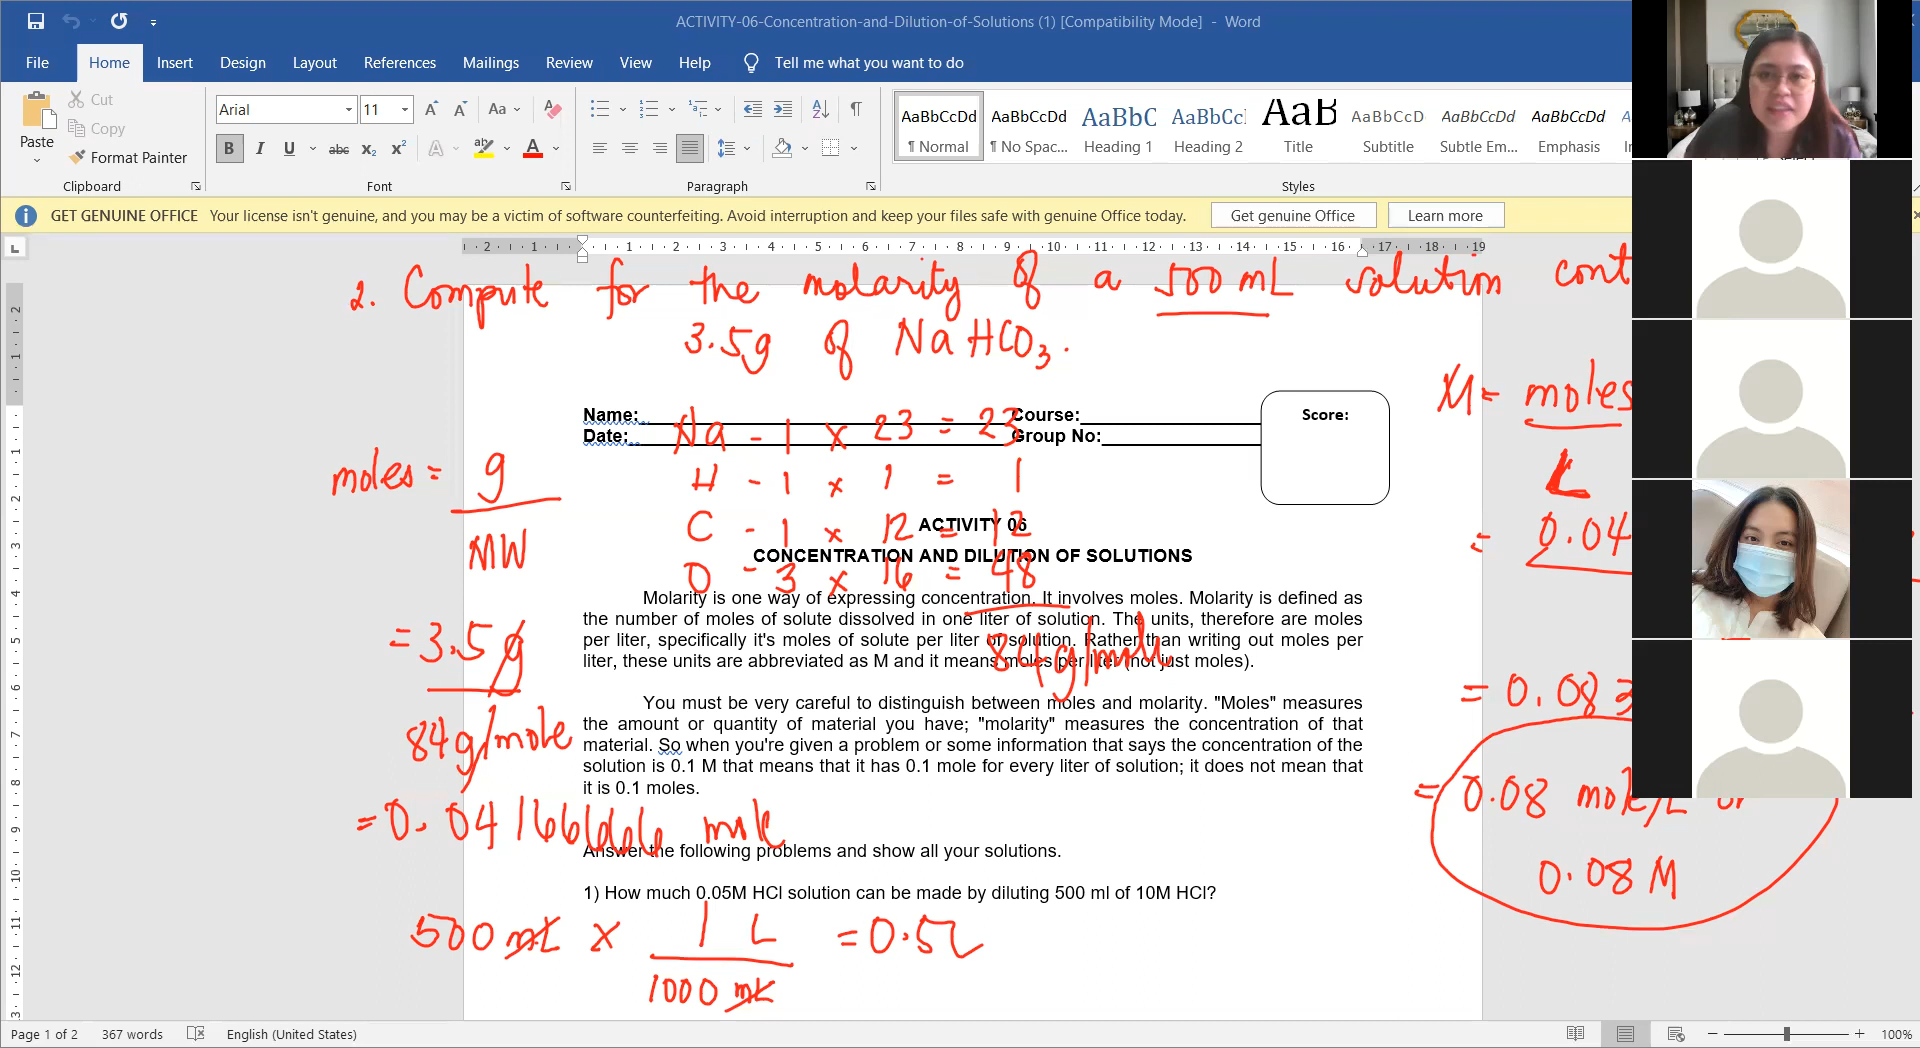 ACTIVITY-06-Concentration-and-Dilution-of-Solutions (1) [Compatibility Mode] - Word
File Home Insert Design Layout References Mailings Review View Help Tell me what you want to do
Paste
Cut
Copy
Format Painter
Clipboard
Arial 11
Font
Paragraph
AaBbCcDd AaBbCcDd AaBbC AaBbCcI AaB AaBbCcD AaBbCcDd AaBbCcDd
¶ Normal ¶ No Spac... Heading 1 Heading 2 Title Subtitle Subtle Em... Emphasis
Styles
GET GENUINE OFFICE Your license isn't genuine, and you may be a victim of software counterfeiting. Avoid interruption and keep your files safe with genuine Office today. Get genuine Office Learn more
2. Compute for the molarity of a 500 mL solution cont
3.5g of NaHCO3.
Name: Course:
Date: Group No:
Score:
Na - 1 x 23 = 23
H - 1 x 1 = 1
C - 1 x 12 = 12
O - 3 x 16 = 48
84g/mole
ACTIVITY 06
CONCENTRATION AND DILUTION OF SOLUTIONS
Molarity is one way of expressing concentration. It involves moles. Molarity is defined as
the number of moles of solute dissolved in one liter of solution. The units, therefore are moles
per liter, specifically it's moles of solute per liter of solution. Rather than writing out moles per
liter, these units are abbreviated as M and it means moles per liter (not just moles).
You must be very careful to distinguish between moles and molarity. "Moles" measures
the amount or quantity of material you have; "molarity" measures the concentration of that
material. So when you're given a problem or some information that says the concentration of the
solution is 0.1 M that means that it has 0.1 mole for every liter of solution; it does not mean that
it is 0.1 moles.
Answer the following problems and show all your solutions.
1) How much 0.05M HCl solution can be made by diluting 500 ml of 10M HCl?
moles = g
MW
= 3.5g
84g/mole
= 0.041666666 mole
500 mL x 1 L = 0.5L
1000 mL
M = moles
L
= 0.04
= 0.083
= 0.08 mole/L or
0.08 M
Page 1 of 2 367 words English (United States) 100%